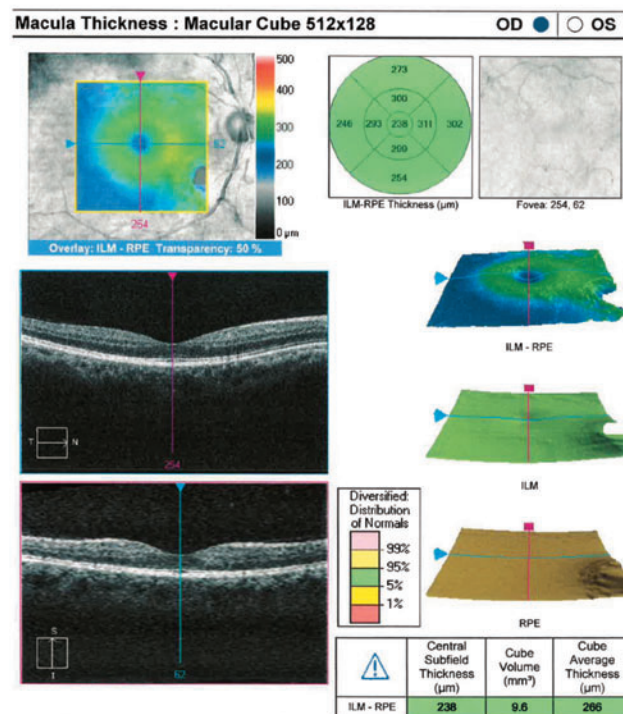 Macula Thickness : Macular Cube 512x128
OD
OS
500
400
300
200
100
0 µm
62
254
Overlay: ILM - RPE Transparency: 50 %
273
300
246
293
238
311
302
299
254
ILM-RPE Thickness (µm)
Fovea: 254, 62
ILM - RPE
T
N
254
ILM
Diversified:
Distribution
of Normals
99%
95%
5%
1%
S
I
62
RPE
Central
Subfield
Thickness
(µm)
Cube
Volume
(mm³)
Cube
Average
Thickness
(µm)
ILM - RPE
238
9.6
266